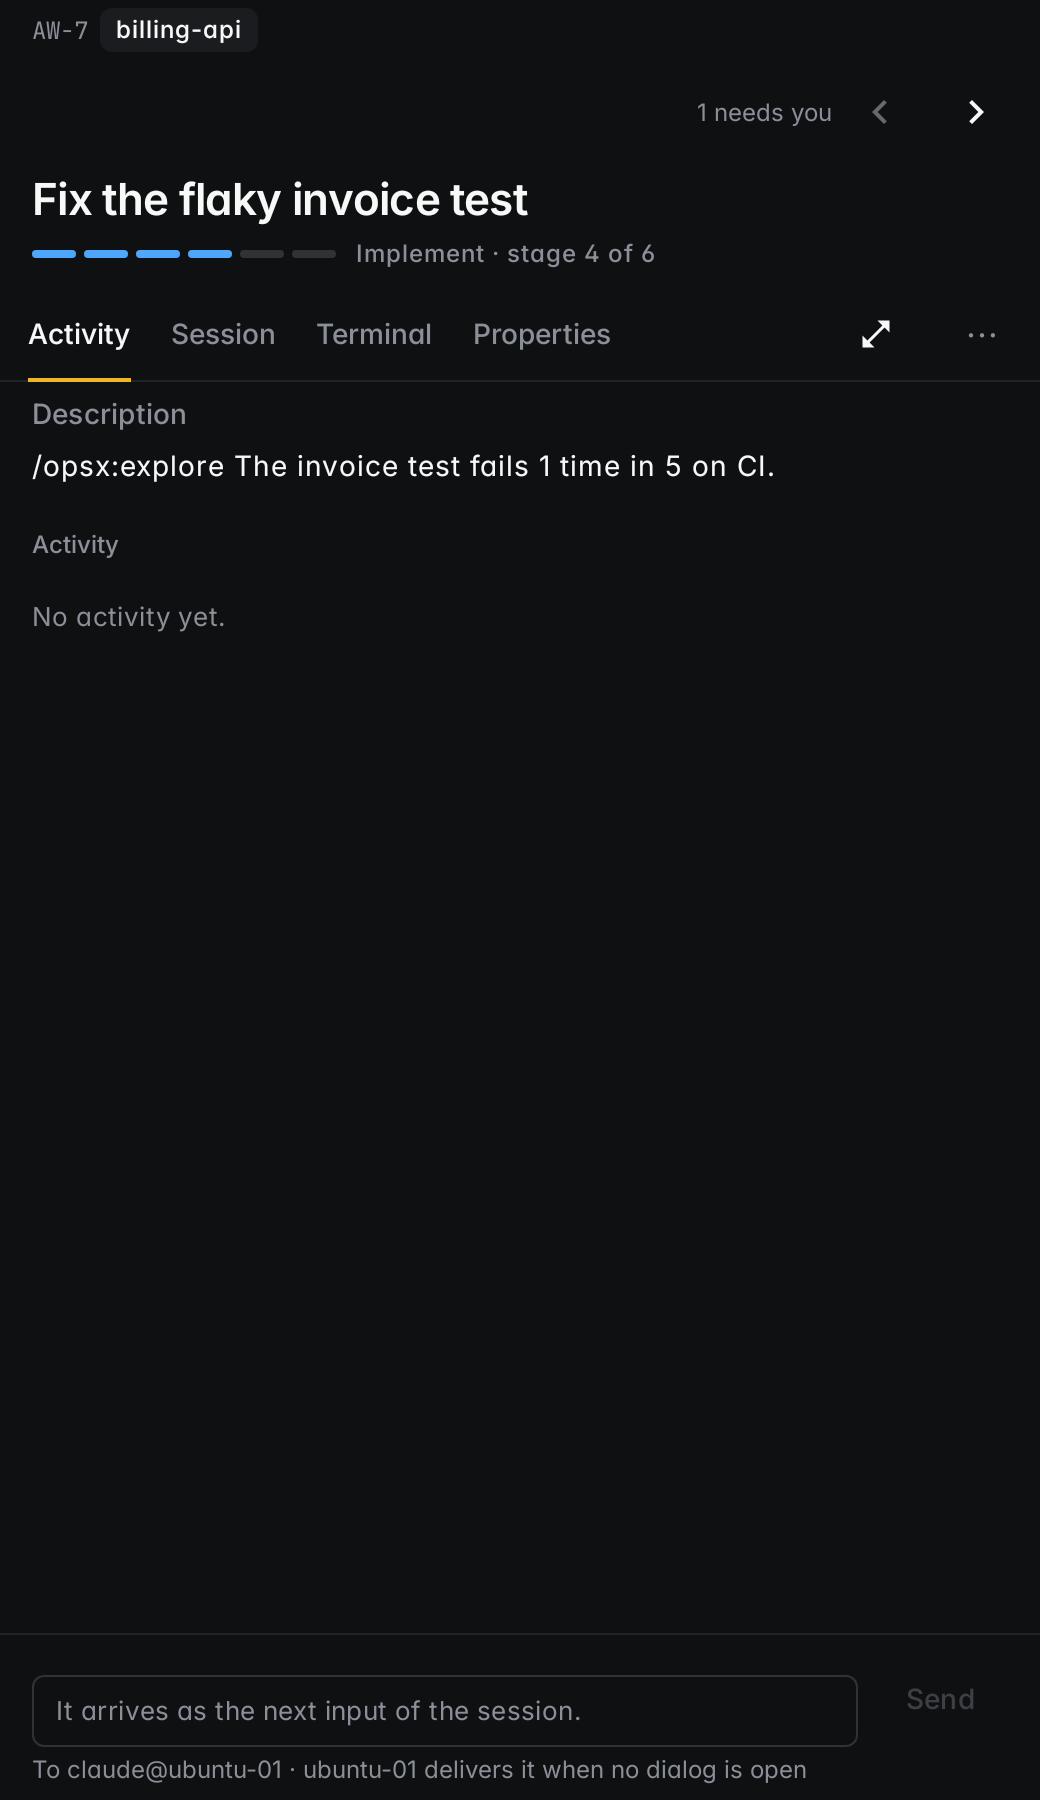 AW-7 billing-api
1 needs you
Fix the flaky invoice test
Implement · stage 4 of 6
Activity Session Terminal Properties
Description
/opsx:explore The invoice test fails 1 time in 5 on CI.
Activity
No activity yet.
It arrives as the next input of the session.
Send
To claude@ubuntu-01 · ubuntu-01 delivers it when no dialog is open